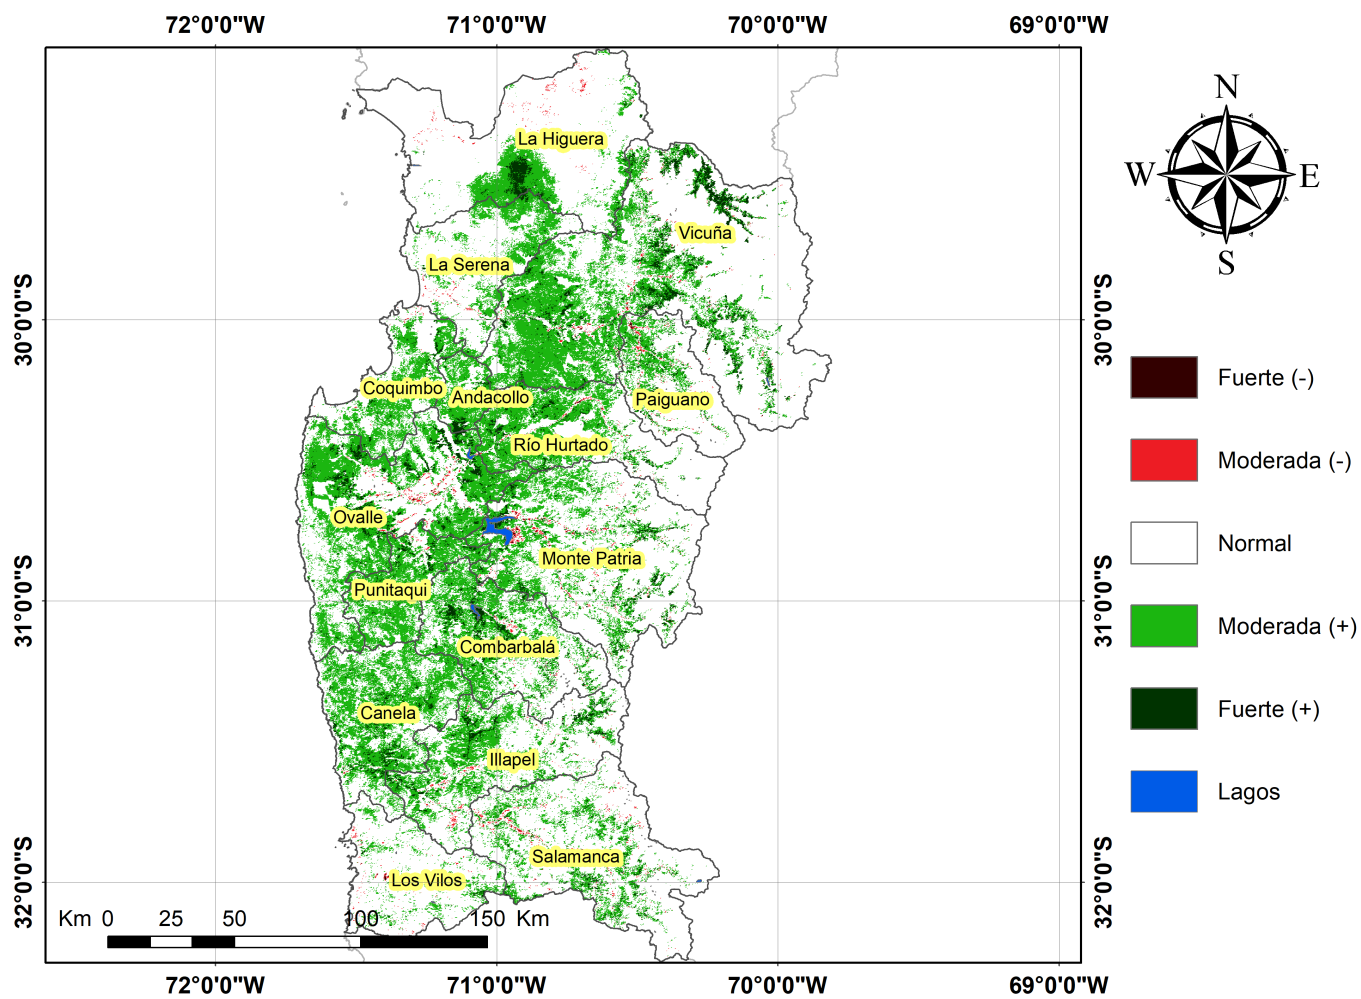 72°0'0"W 71°0'0"W 70°0'0"W 69°0'0"W
N
W E
S
La Higuera
Vicuña
La Serena
30°0'0"S 30°0'0"S
Coquimbo
Andacollo
Paiguano
Río Hurtado
Ovalle
Monte Patria
Punitaqui
31°0'0"S 31°0'0"S
Combarbalá
Canela
Illapel
Salamanca
Los Vilos
32°0'0"S 32°0'0"S
Km 0 25 50 100 150 Km
72°0'0"W 71°0'0"W 70°0'0"W 69°0'0"W
Fuerte (-)
Moderada (-)
Normal
Moderada (+)
Fuerte (+)
Lagos